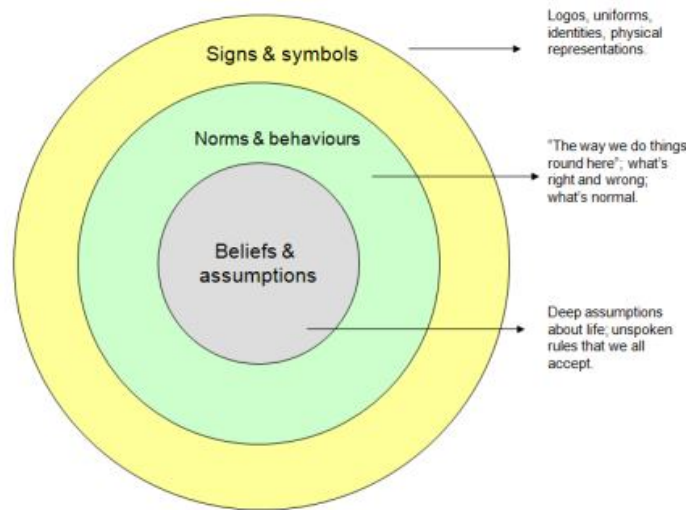 Logos, uniforms,
identities, physical
representations.
Signs & symbols
Norms & behaviours
"The way we do things
round here"; what's
right and wrong;
what's normal.
Beliefs &
assumptions
Deep assumptions
about life; unspoken
rules that we all
accept.